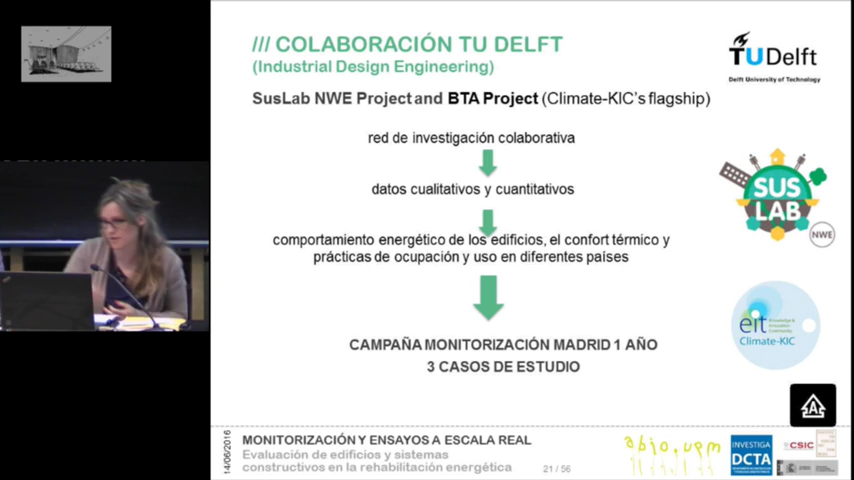 /// COLABORACIÓN TU DELFT
(Industrial Design Engineering)
TUDelft
Delft University of Technology
SusLab NWE Project and BTA Project (Climate-KIC's flagship)
red de investigación colaborativa
datos cualitativos y cuantitativos
SUS
LAB
NWE
comportamiento energético de los edificios, el confort térmico y
prácticas de ocupación y uso en diferentes países
eit
Knowledge &
Innovation
Community
Climate-KIC
CAMPAÑA MONITORIZACIÓN MADRID 1 AÑO
3 CASOS DE ESTUDIO
14/06/2016
MONITORIZACIÓN Y ENSAYOS A ESCALA REAL
Evaluación de edificios y sistemas
constructivos en la rehabilitación energética
21 / 56
abio.upm
INVESTIGA
DCTA
CSIC